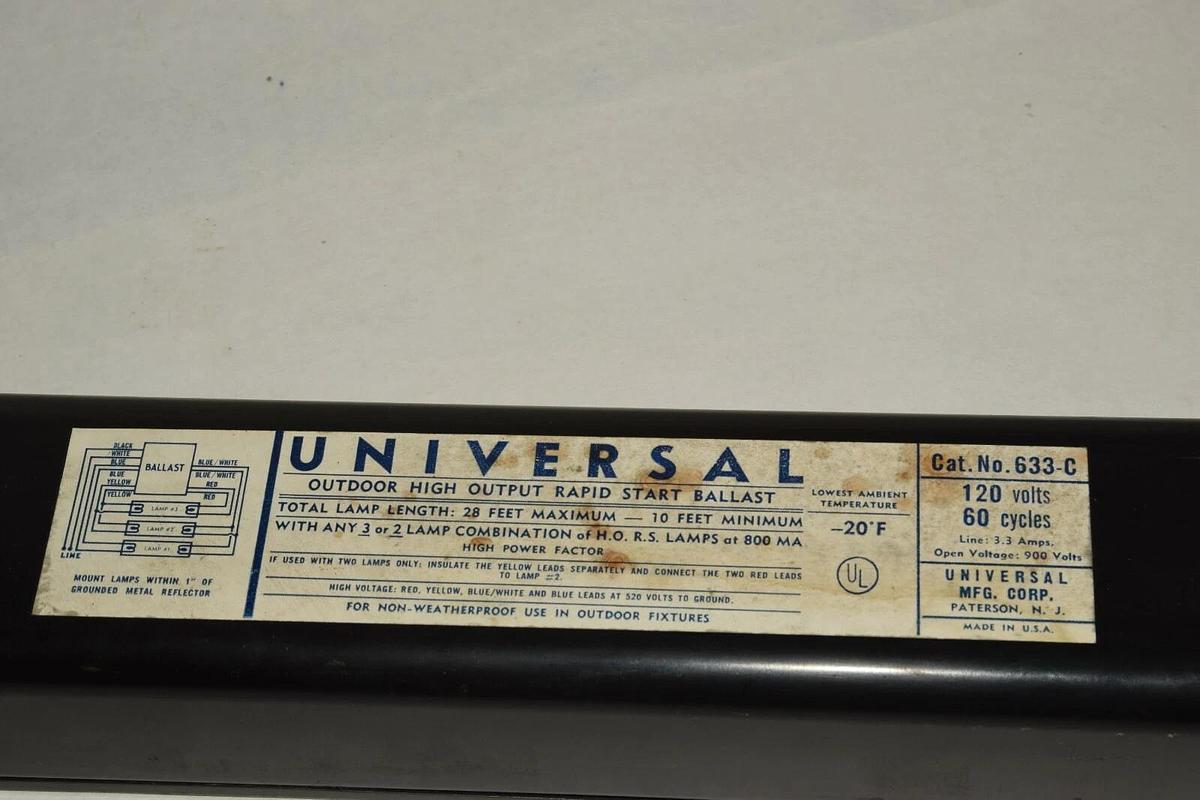 BLACK
WHITE
BLUE
BLUE
YELLOW
YELLOW
BALLAST
BLUE/WHITE
BLUE/WHITE
RED
RED
LAMP #3
LAMP #2
LAMP #1
LINE
MOUNT LAMPS WITHIN 1" OF
GROUNDED METAL REFLECTOR
UNIVERSAL
OUTDOOR HIGH OUTPUT RAPID START BALLAST
TOTAL LAMP LENGTH: 28 FEET MAXIMUM — 10 FEET MINIMUM
WITH ANY 3 or 2 LAMP COMBINATION of H.O. R.S. LAMPS at 800 MA
HIGH POWER FACTOR
IF USED WITH TWO LAMPS ONLY: INSULATE THE YELLOW LEADS SEPARATELY AND CONNECT THE TWO RED LEADS
TO LAMP #2.
HIGH VOLTAGE: RED, YELLOW, BLUE/WHITE AND BLUE LEADS AT 520 VOLTS TO GROUND.
FOR NON-WEATHERPROOF USE IN OUTDOOR FIXTURES
LOWEST AMBIENT
TEMPERATURE
-20°F
UL
Cat. No. 633-C
120 volts
60 cycles
Line: 3.3 Amps.
Open Voltage: 900 Volts
UNIVERSAL
MFG. CORP.
PATERSON, N. J.
MADE IN U.S.A.